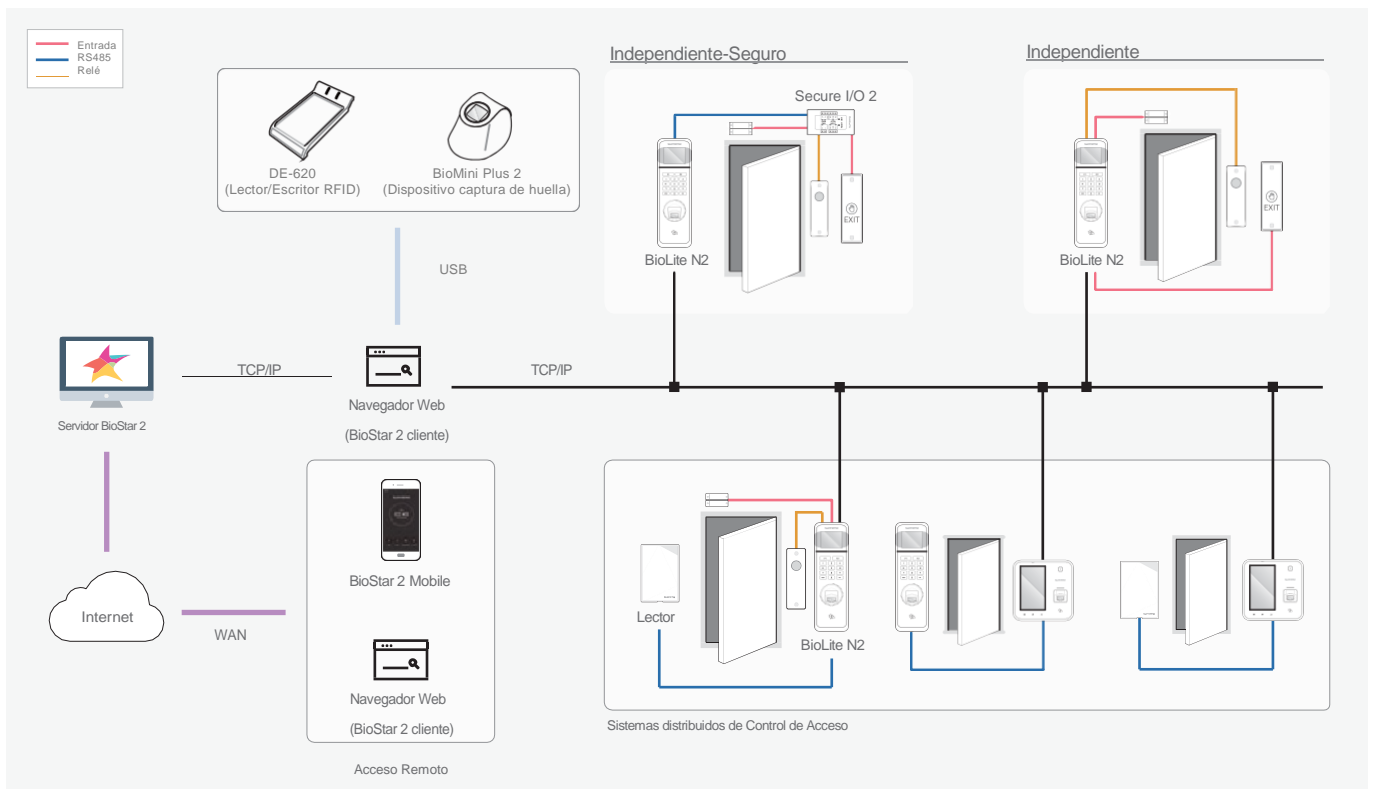 Entrada
RS485
Relé
DE-620
(Lector/Escritor RFID)
BioMini Plus 2
(Dispositivo captura de huella)
USB
Independiente-Seguro
Secure I/O 2
EXIT
BioLite N2
Independiente
EXIT
BioLite N2
Servidor BioStar 2
TCP/IP
Navegador Web
(BioStar 2 cliente)
TCP/IP
Internet
WAN
BioStar 2 Mobile
Navegador Web
(BioStar 2 cliente)
Acceso Remoto
Lector
BioLite N2
Sistemas distribuidos de Control de Acceso